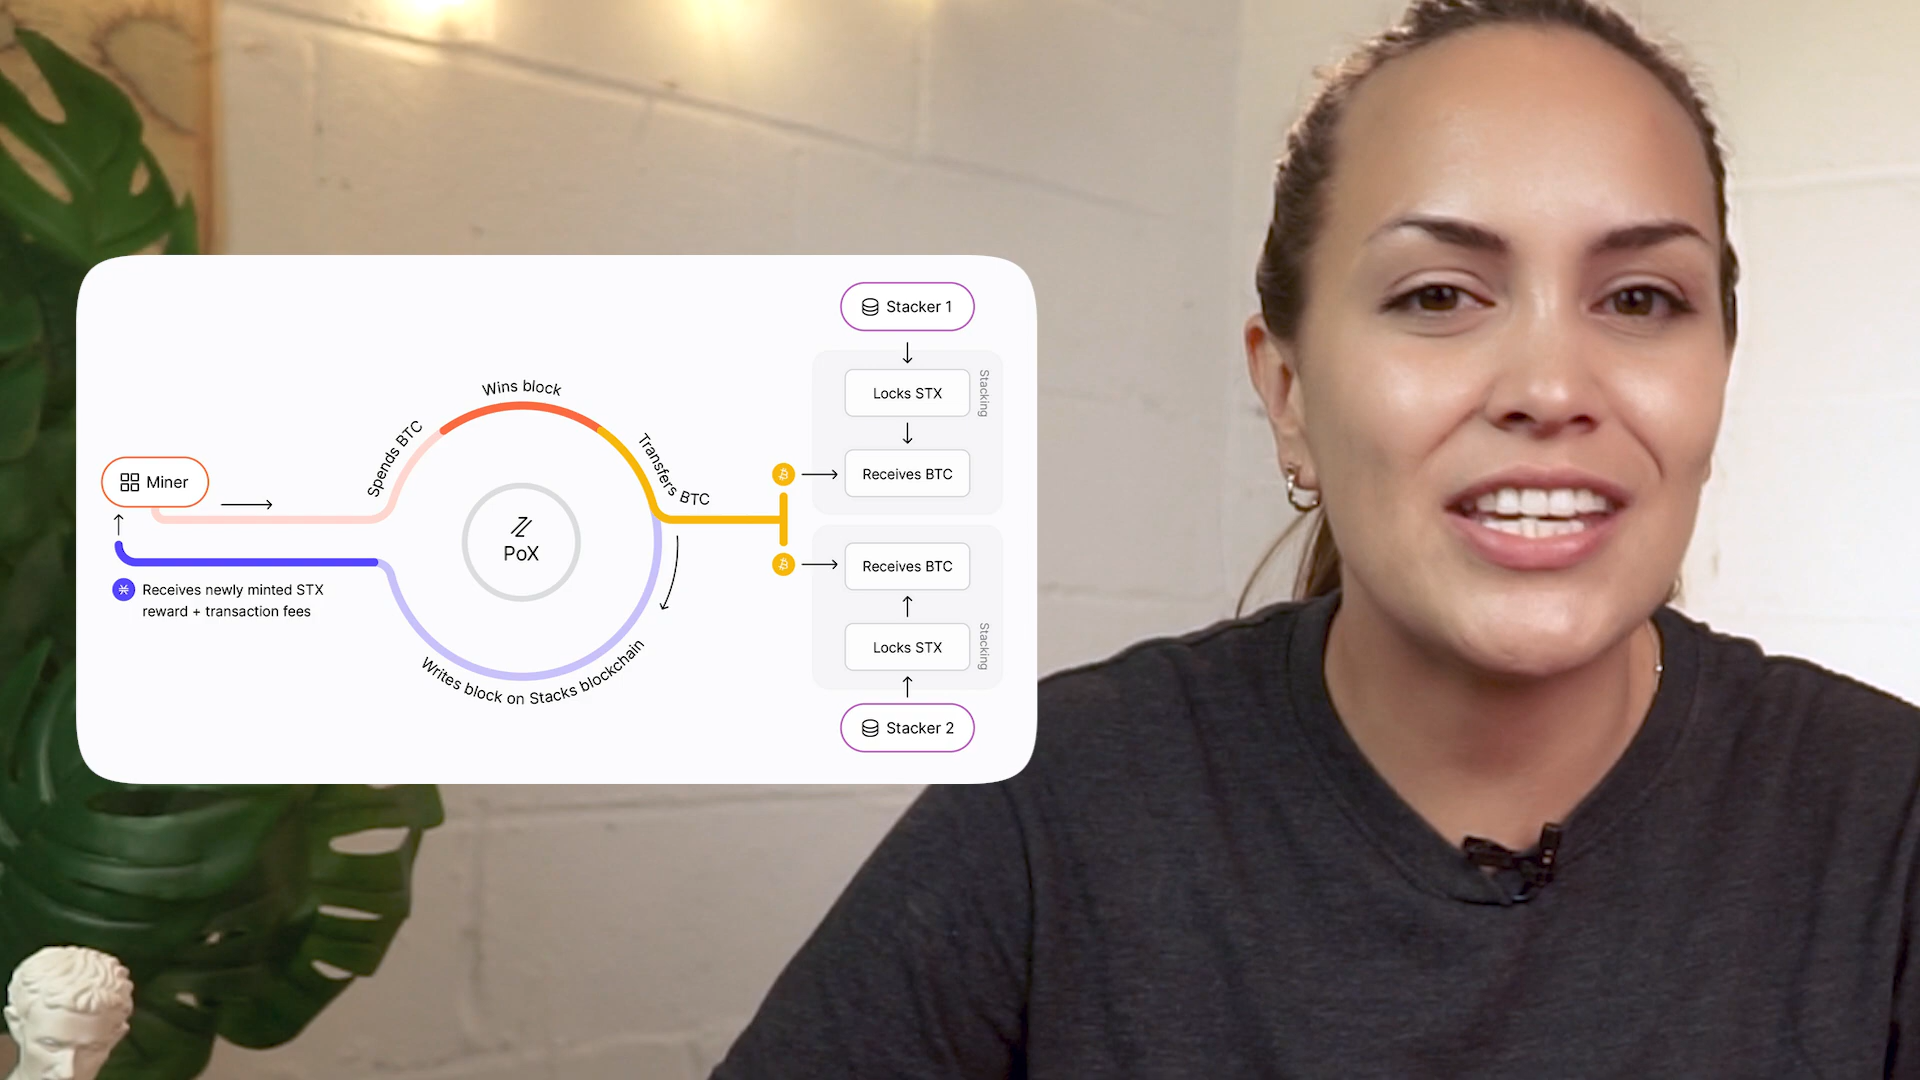 Stacker 1
Locks STX
Stacking
Receives BTC
Wins block
Spends BTC
Transfers BTC
Miner
PoX
Receives newly minted STX
reward + transaction fees
Writes block on Stacks blockchain
Receives BTC
Locks STX
Stacking
Stacker 2